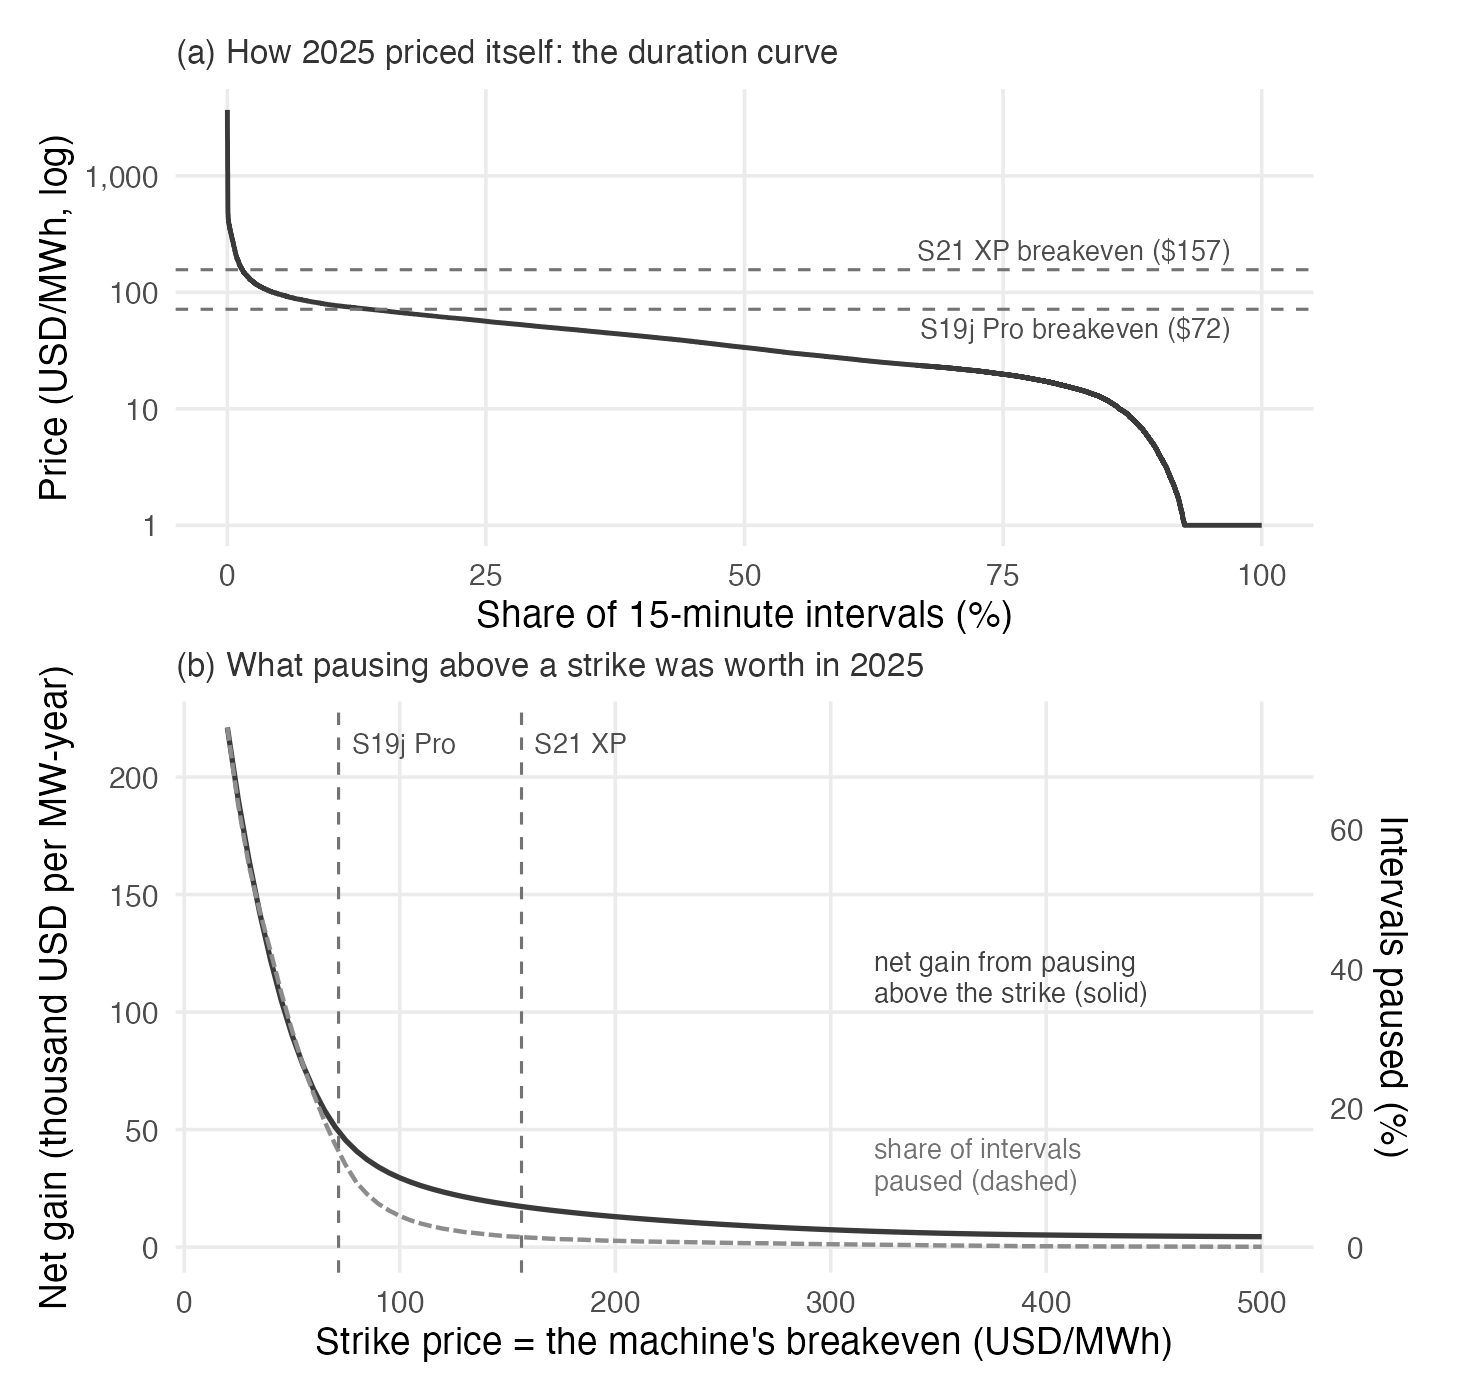 (a) How 2025 priced itself: the duration curve
Price (USD/MWh, log)
1,000
100
10
1
S21 XP breakeven ($157)
S19j Pro breakeven ($72)
0
25
50
75
100
Share of 15-minute intervals (%)
(b) What pausing above a strike was worth in 2025
Net gain (thousand USD per MW-year)
200
150
100
50
0
S19j Pro
S21 XP
net gain from pausing
above the strike (solid)
share of intervals
paused (dashed)
60
40
20
0
Intervals paused (%)
0
100
200
300
400
500
Strike price = the machine's breakeven (USD/MWh)